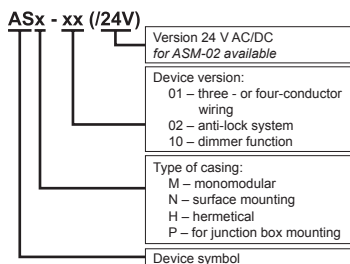 ASx - xx (/24V)
Version 24 V AC/DC
for ASM-02 available
Device version:
01 – three - or four-conductor
wiring
02 – anti-lock system
10 – dimmer function
Type of casing:
M – monomodular
N – surface mounting
H – hermetical
P – for junction box mounting
Device symbol